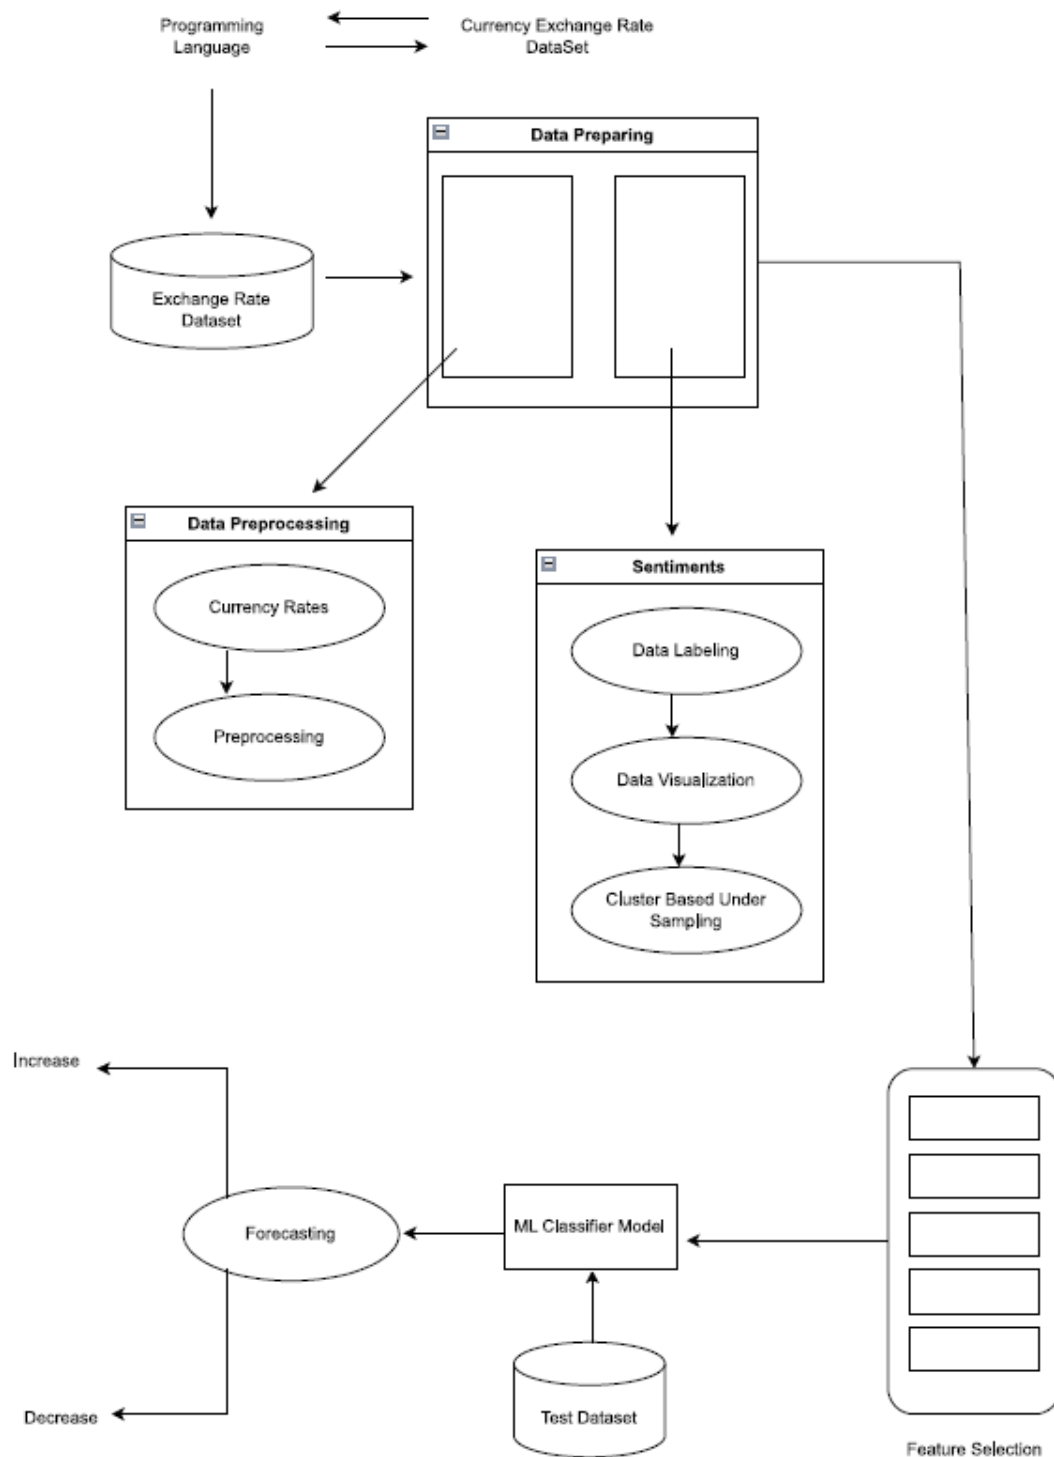 Programming
Language
Currency Exchange Rate
DataSet
Data Preparing
Exchange Rate
Dataset
Data Preprocessing
Currency Rates
Preprocessing
Sentiments
Data Labeling
Data Visualization
Cluster Based Under
Sampling
Increase
Forecasting
ML Classifier Model
Decrease
Test Dataset
Feature Selection